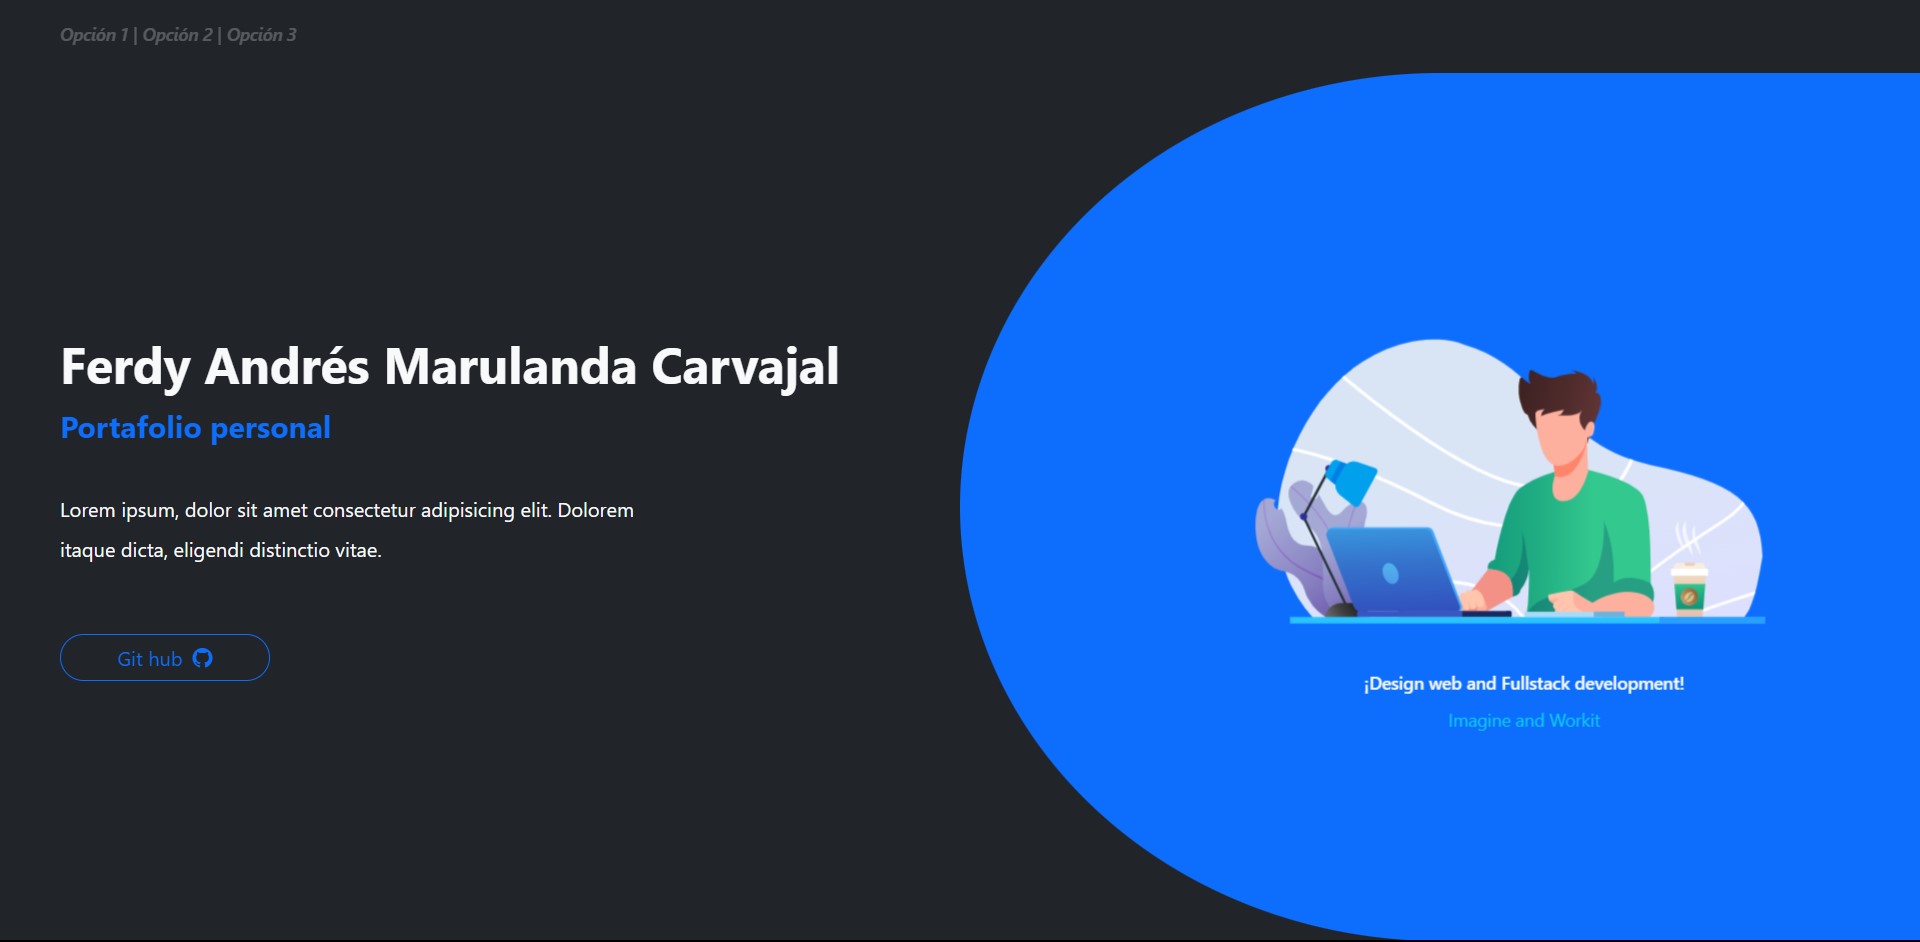 Opción 1 | Opción 2 | Opción 3
Ferdy Andrés Marulanda Carvajal
Portafolio personal
Lorem ipsum, dolor sit amet consectetur adipisicing elit. Dolorem
itaque dicta, eligendi distinctio vitae.
Git hub
¡Design web and Fullstack development!
Imagine and Workit